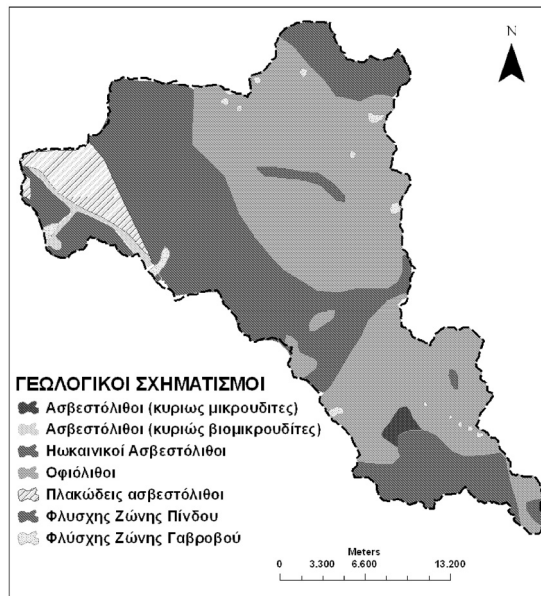 N
ΓΕΩΛΟΓΙΚΟΙ ΣΧΗΜΑΤΙΣΜΟΙ
Ασβεστόλιθοι (κυριως μικρουδιτες)
Ασβεστόλιθοι (κυριώς βιομικρουδίτες)
Ηωκαινικοί Ασβεστόλιθοι
Οφιόλιθοι
Πλακώδεις ασβεστόλιθοι
Φλυσχης Ζώνης Πίνδου
Φλύσχης Ζώνης Γαβροβού
Meters
0 3.300 6.600 13.200